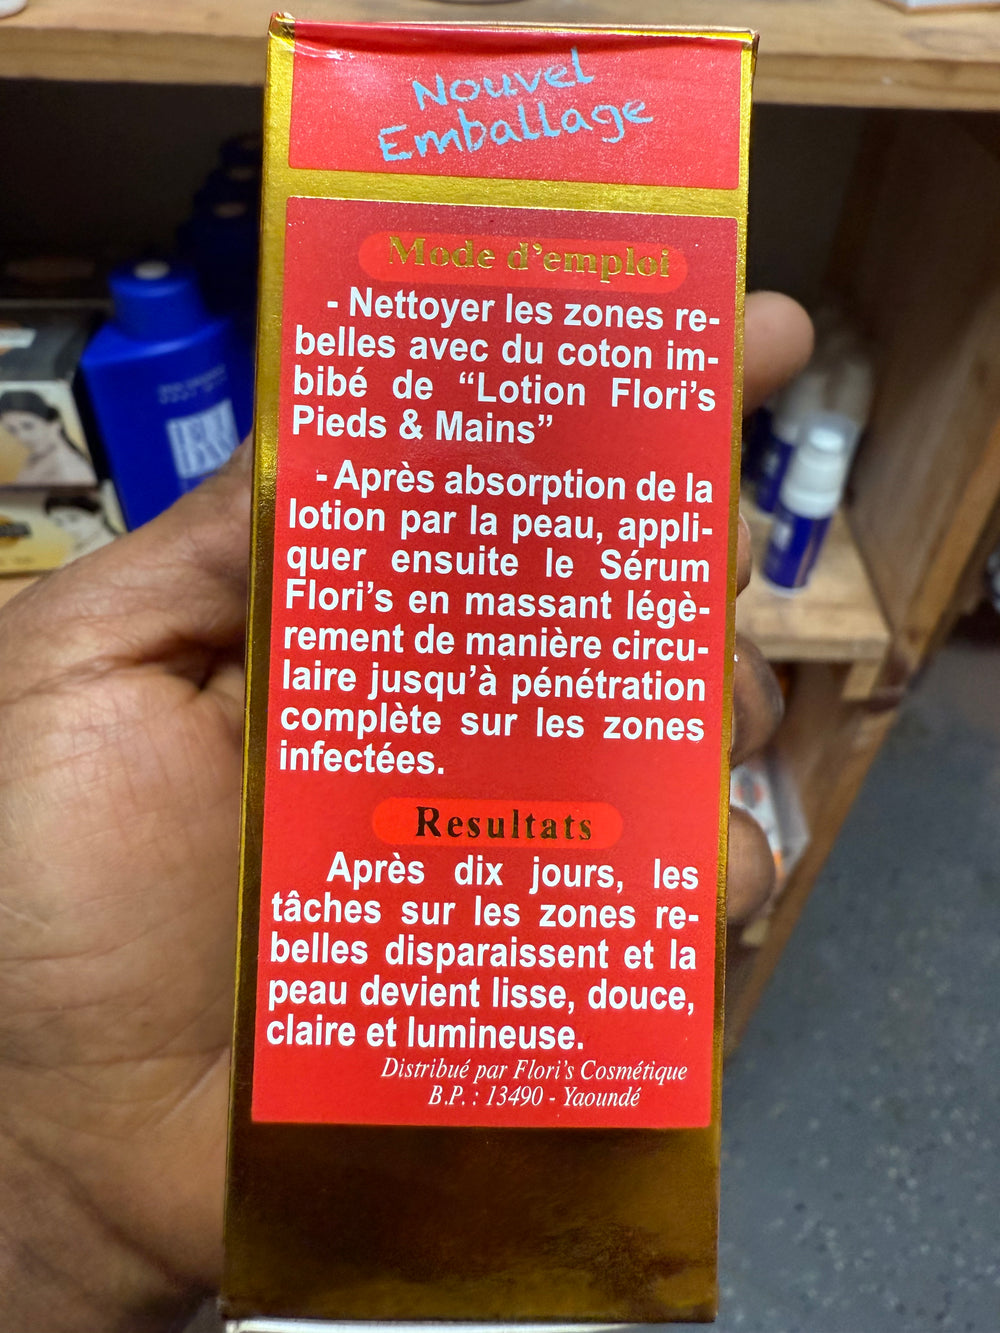 Nouvel
Emballage
Mode d'emploi
- Nettoyer les zones re-
belles avec du coton im-
bibé de “Lotion Flori's
Pieds & Mains”
- Après absorption de la
lotion par la peau, appli-
quer ensuite le Sérum
Flori's en massant légè-
rement de manière circu-
laire jusqu'à pénétration
complète sur les zones
infectées.
Resultats
Après dix jours, les
tâches sur les zones re-
belles disparaissent et la
peau devient lisse, douce,
claire et lumineuse.
Distribué par Flori's Cosmétique
B.P. : 13490 - Yaoundé